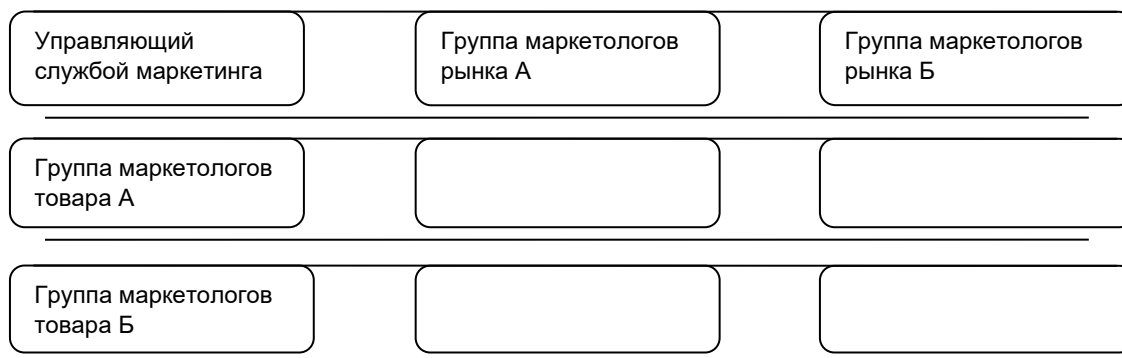 Управляющий
службой маркетинга
Группа маркетологов
рынка А
Группа маркетологов
рынка Б
Группа маркетологов
товара А
Группа маркетологов
товара Б